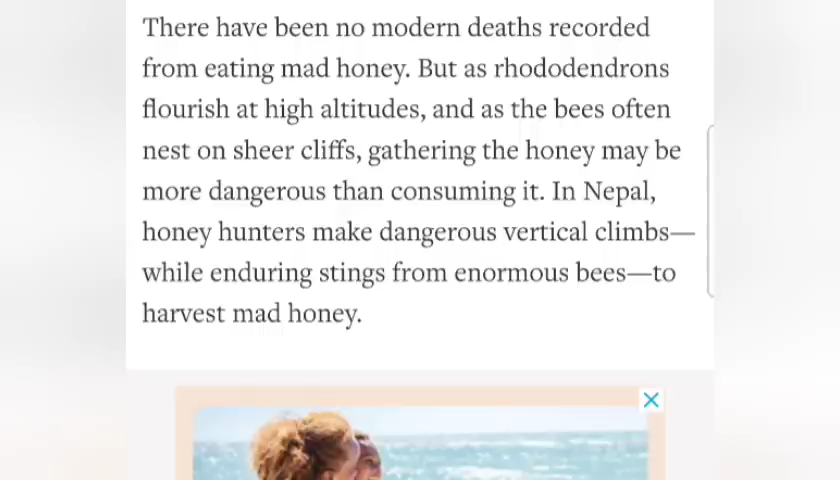 There have been no modern deaths recorded
from eating mad honey. But as rhododendrons
flourish at high altitudes, and as the bees often
nest on sheer cliffs, gathering the honey may be
more dangerous than consuming it. In Nepal,
honey hunters make dangerous vertical climbs—
while enduring stings from enormous bees—to
harvest mad honey.